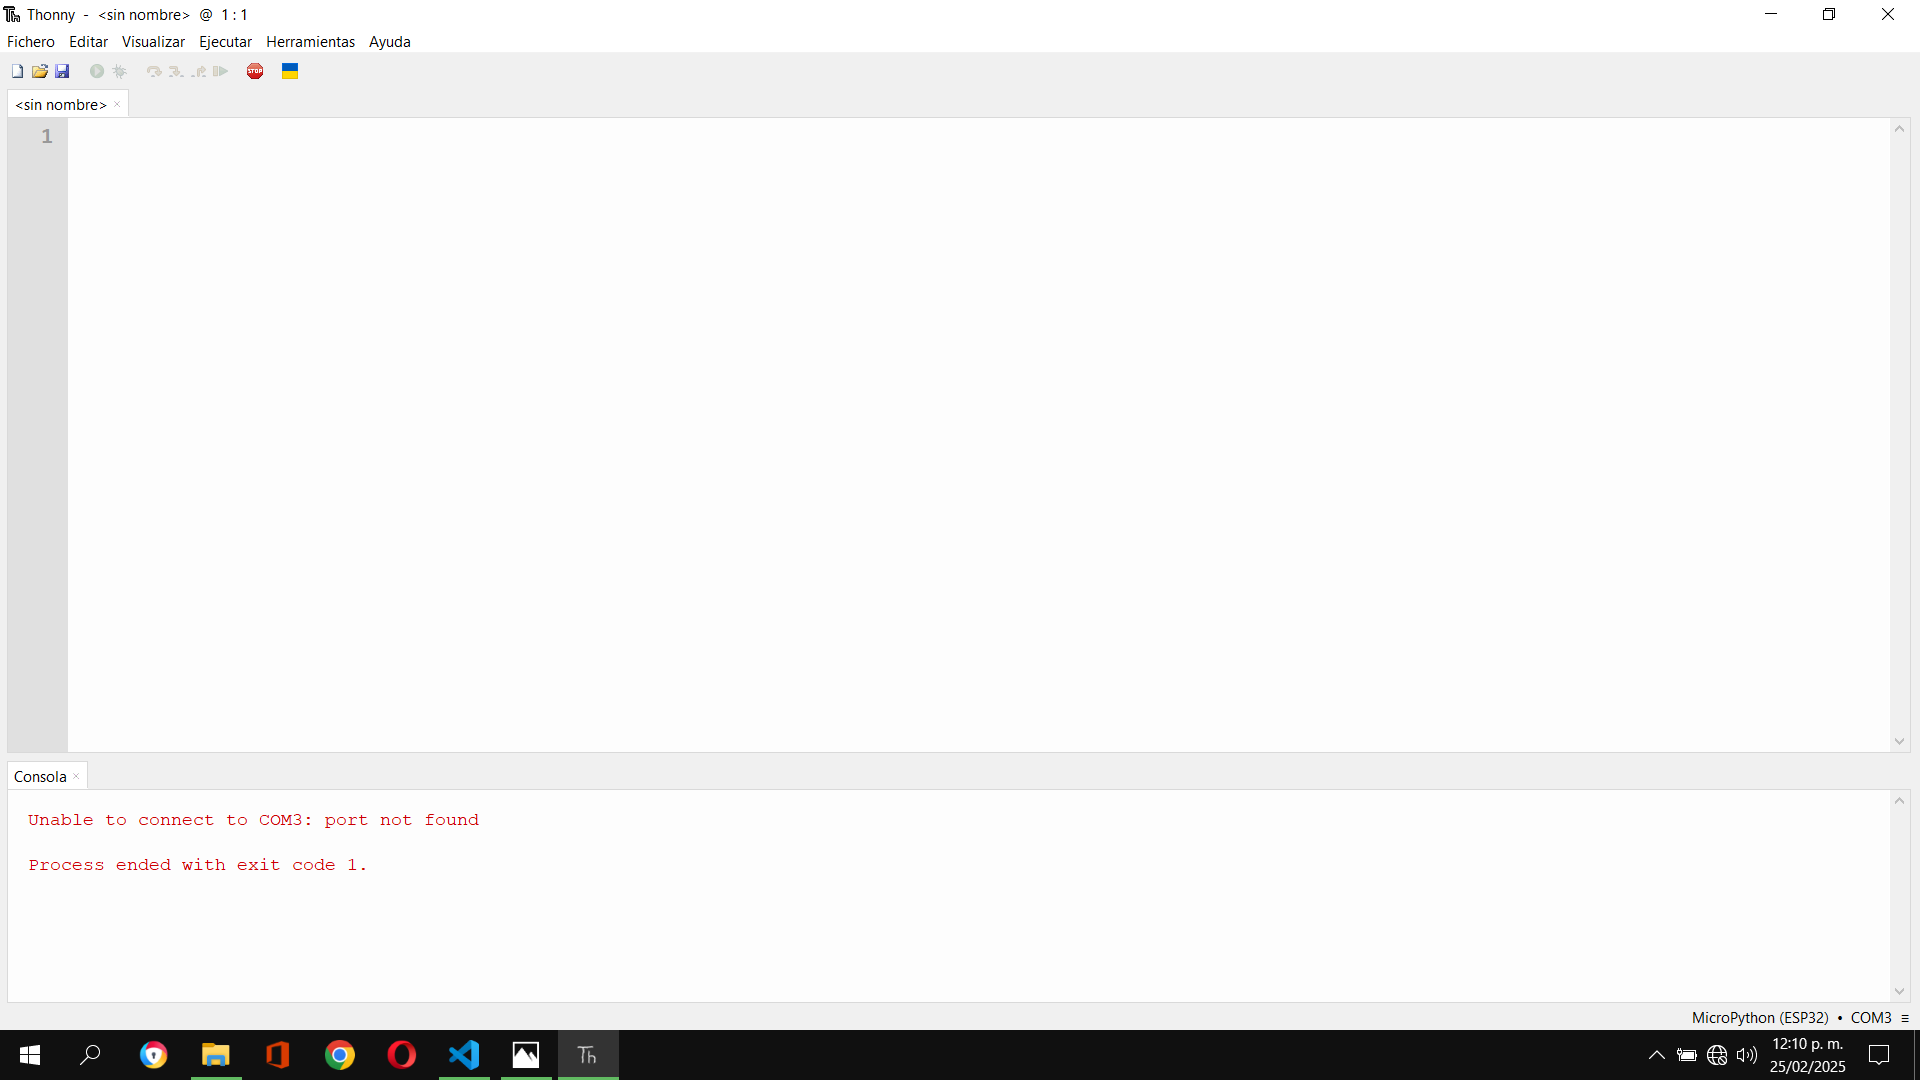 Thonny - <sin nombre> @ 1 : 1
Fichero Editar Visualizar Ejecutar Herramientas Ayuda
STOP
<sin nombre> ×
1
Consola ×
Unable to connect to COM3: port not found
Process ended with exit code 1.
MicroPython (ESP32) • COM3 ≡
Th
12:10 p. m.
25/02/2025